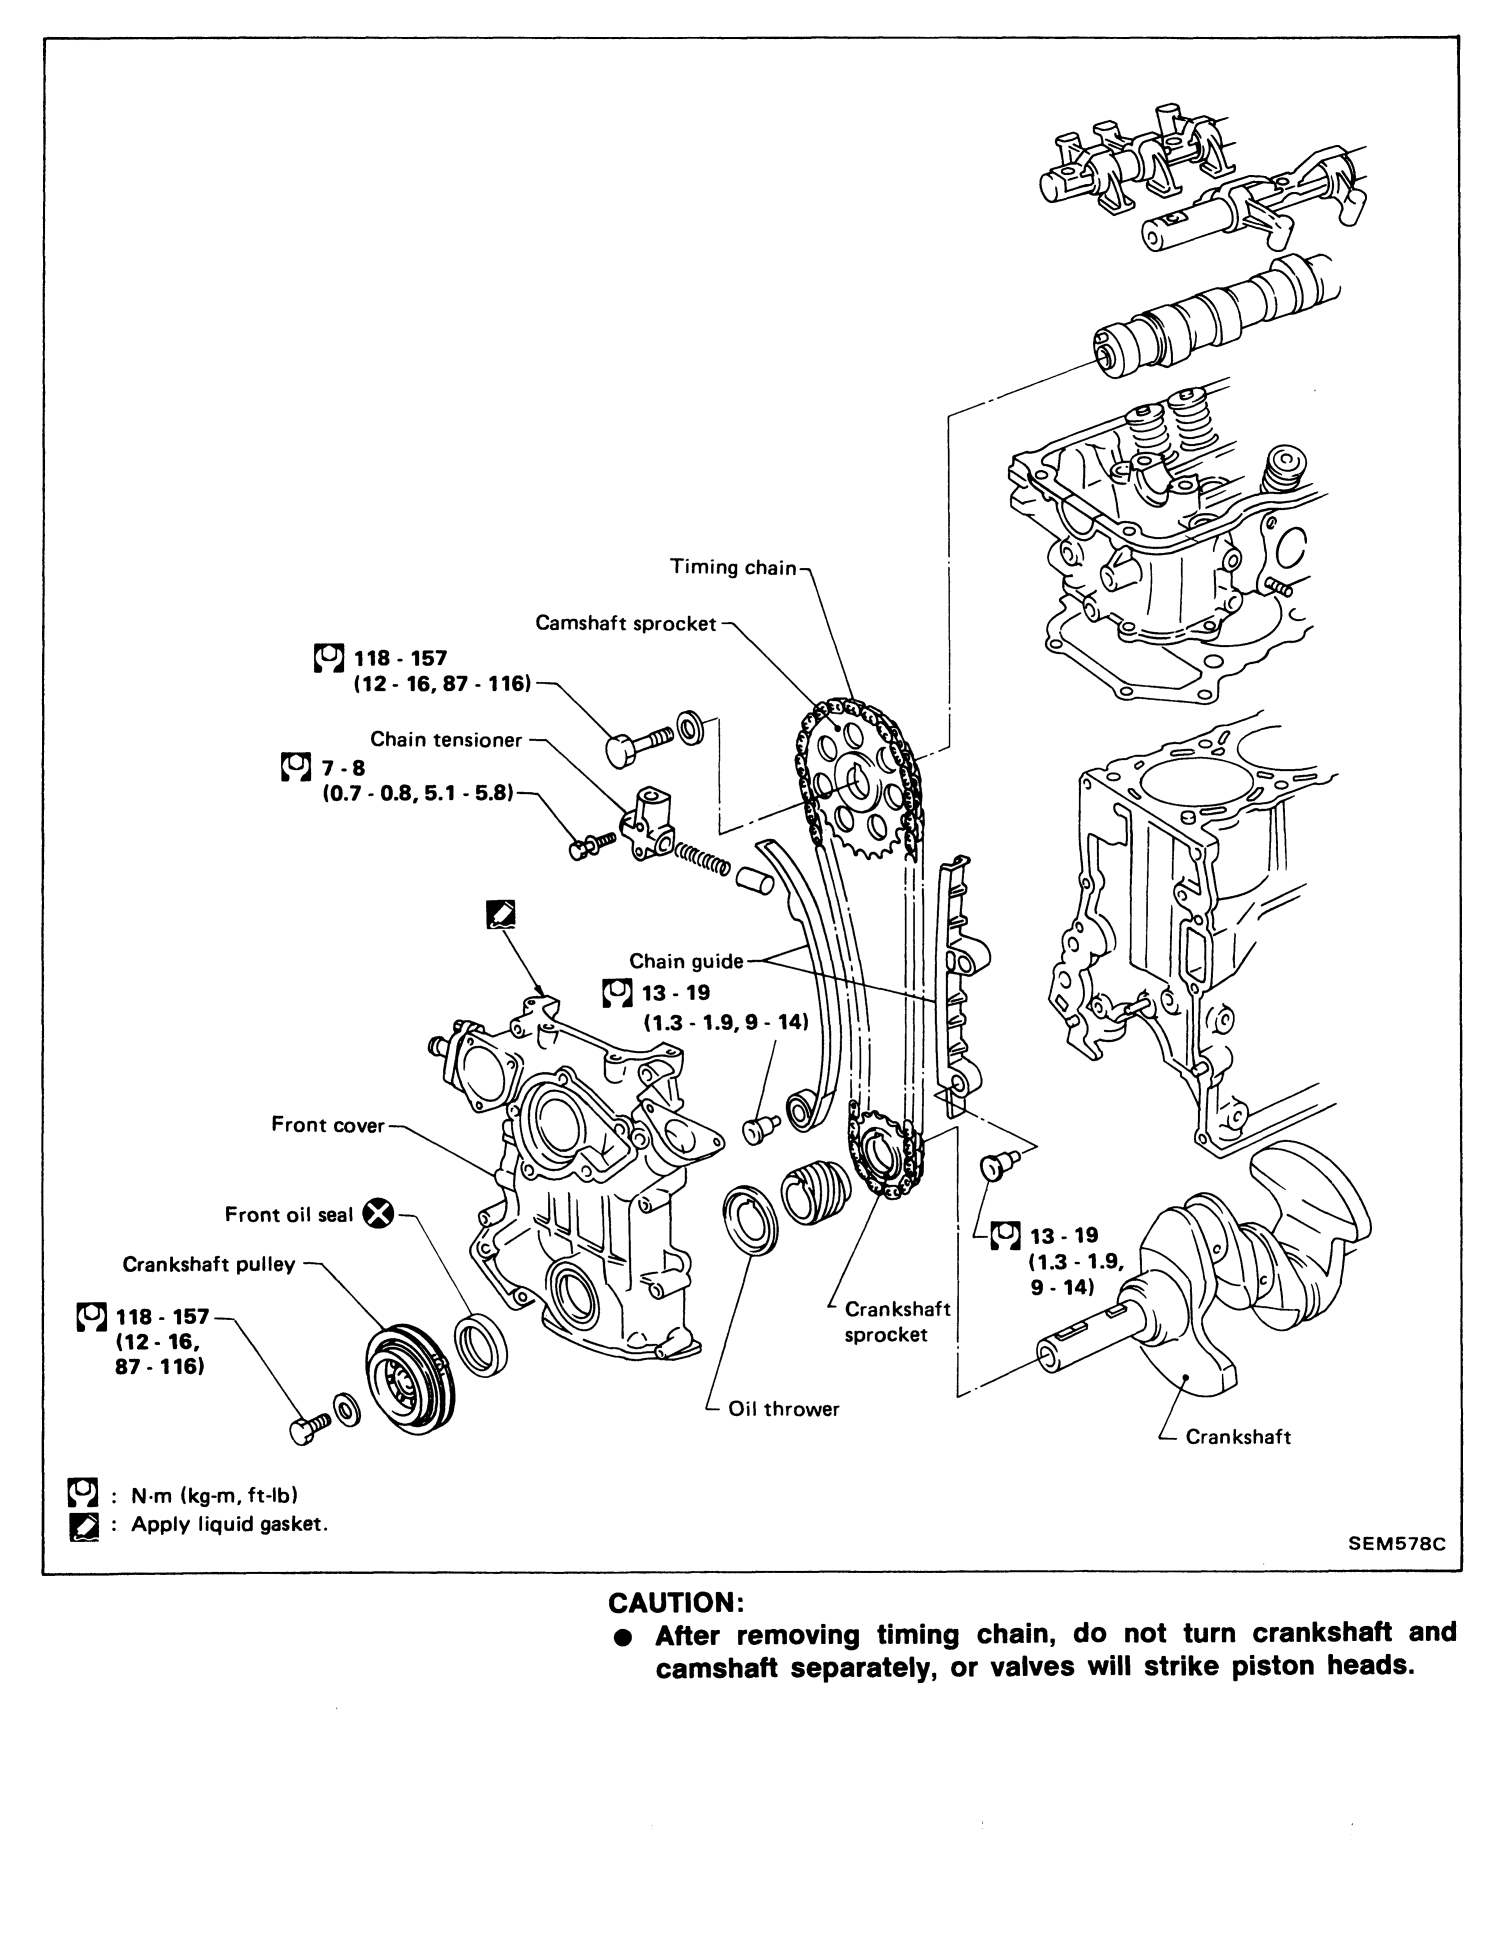 Timing chain
Camshaft sprocket
118 - 157
(12 - 16, 87 - 116)
Chain tensioner
7 - 8
(0.7 - 0.8, 5.1 - 5.8)
Chain guide
13 - 19
(1.3 - 1.9, 9 - 14)
Front cover
Front oil seal
Crankshaft pulley
118 - 157
(12 - 16,
87 - 116)
13 - 19
(1.3 - 1.9,
9 - 14)
Crankshaft
sprocket
Oil thrower
Crankshaft
: N·m (kg-m, ft-lb)
: Apply liquid gasket.
SEM578C
CAUTION:
● After removing timing chain, do not turn crankshaft and
camshaft separately, or valves will strike piston heads.